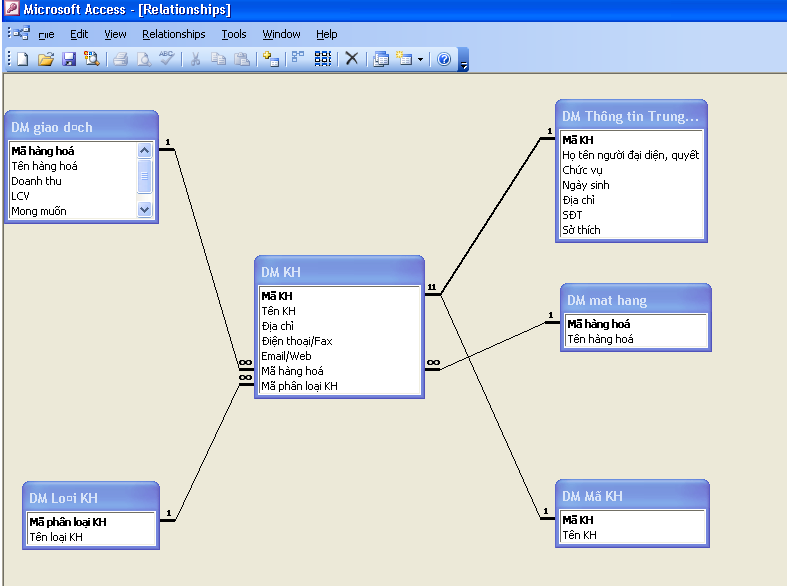 Microsoft Access - [Relationships]
File Edit View Relationships Tools Window Help
DM giao d¤ch
Mã hàng hoá
Tên hàng hoá
Doanh thu
LCV
Mong muốn
1
DM Thông tin Trung...
Mã KH
Họ tên người đại diện, quyết
Chức vụ
Ngày sinh
Địa chỉ
SĐT
Sở thích
1
DM KH
Mã KH
Tên KH
Địa chỉ
Điện thoại/Fax
Email/Web
Mã hàng hoá
Mã phân loại KH
11
∞
∞
∞
DM mat hang
Mã hàng hoá
Tên hàng hoá
1
DM Lo¤i KH
Mã phân loại KH
Tên loại KH
1
DM Mã KH
Mã KH
Tên KH
1